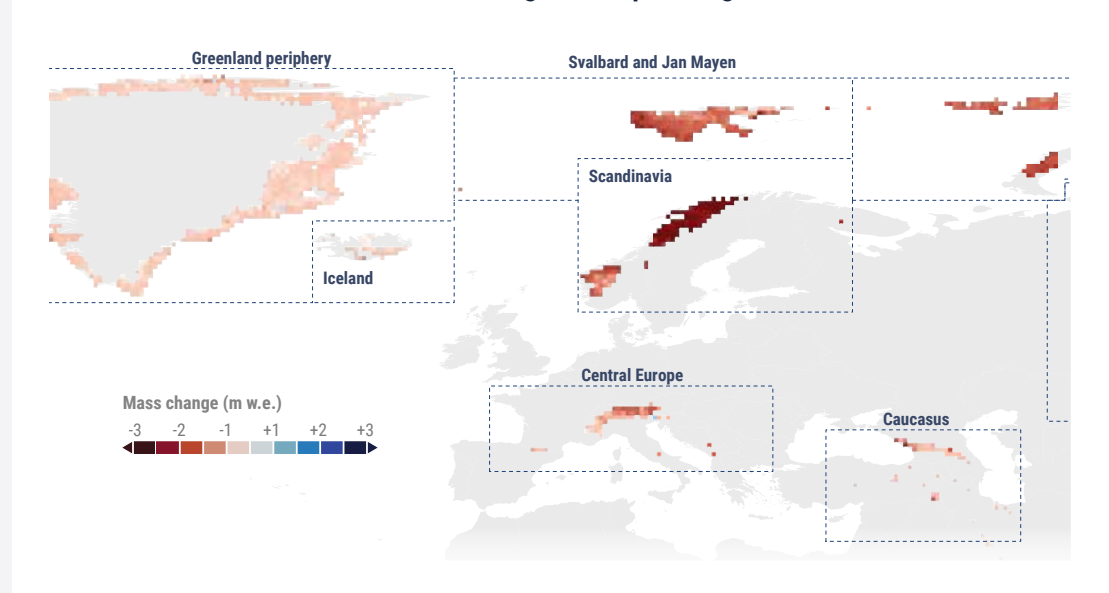 Greenland periphery
Svalbard and Jan Mayen
Scandinavia
Iceland
Central Europe
Mass change (m w.e.)
-3 -2 -1 +1 +2 +3
Caucasus